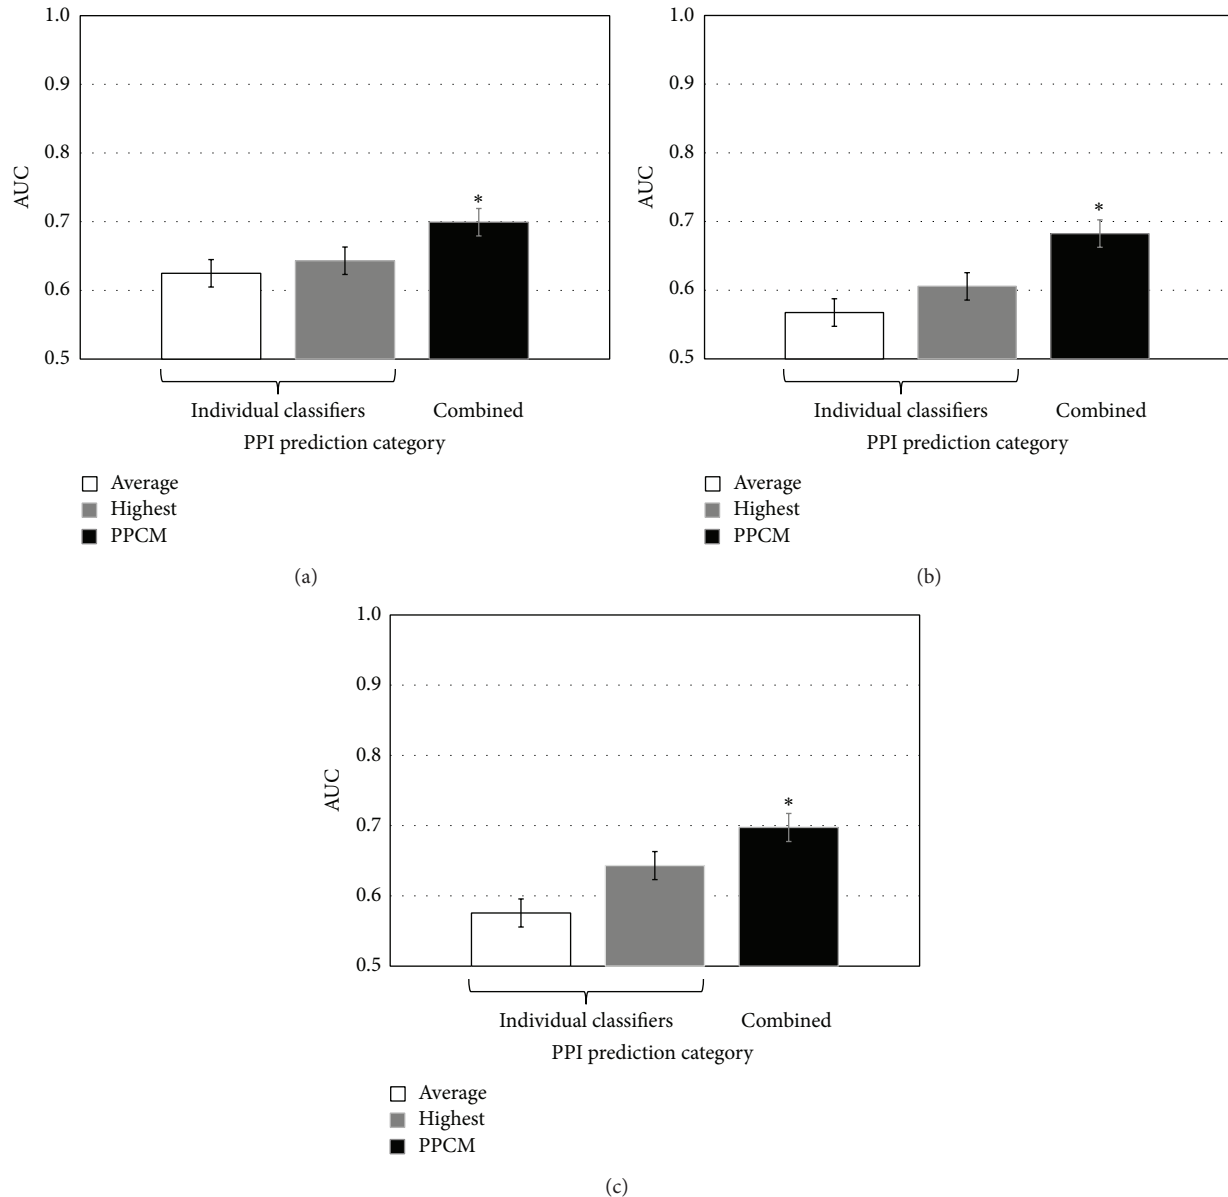 1.0
0.9
0.8
0.7
0.6
0.5
AUC
*
Individual classifiers
Combined
PPI prediction category
Average
Highest
PPCM
(a)
1.0
0.9
0.8
0.7
0.6
0.5
AUC
*
Individual classifiers
Combined
PPI prediction category
Average
Highest
PPCM
(b)
1.0
0.9
0.8
0.7
0.6
0.5
AUC
*
Individual classifiers
Combined
PPI prediction category
Average
Highest
PPCM
(c)